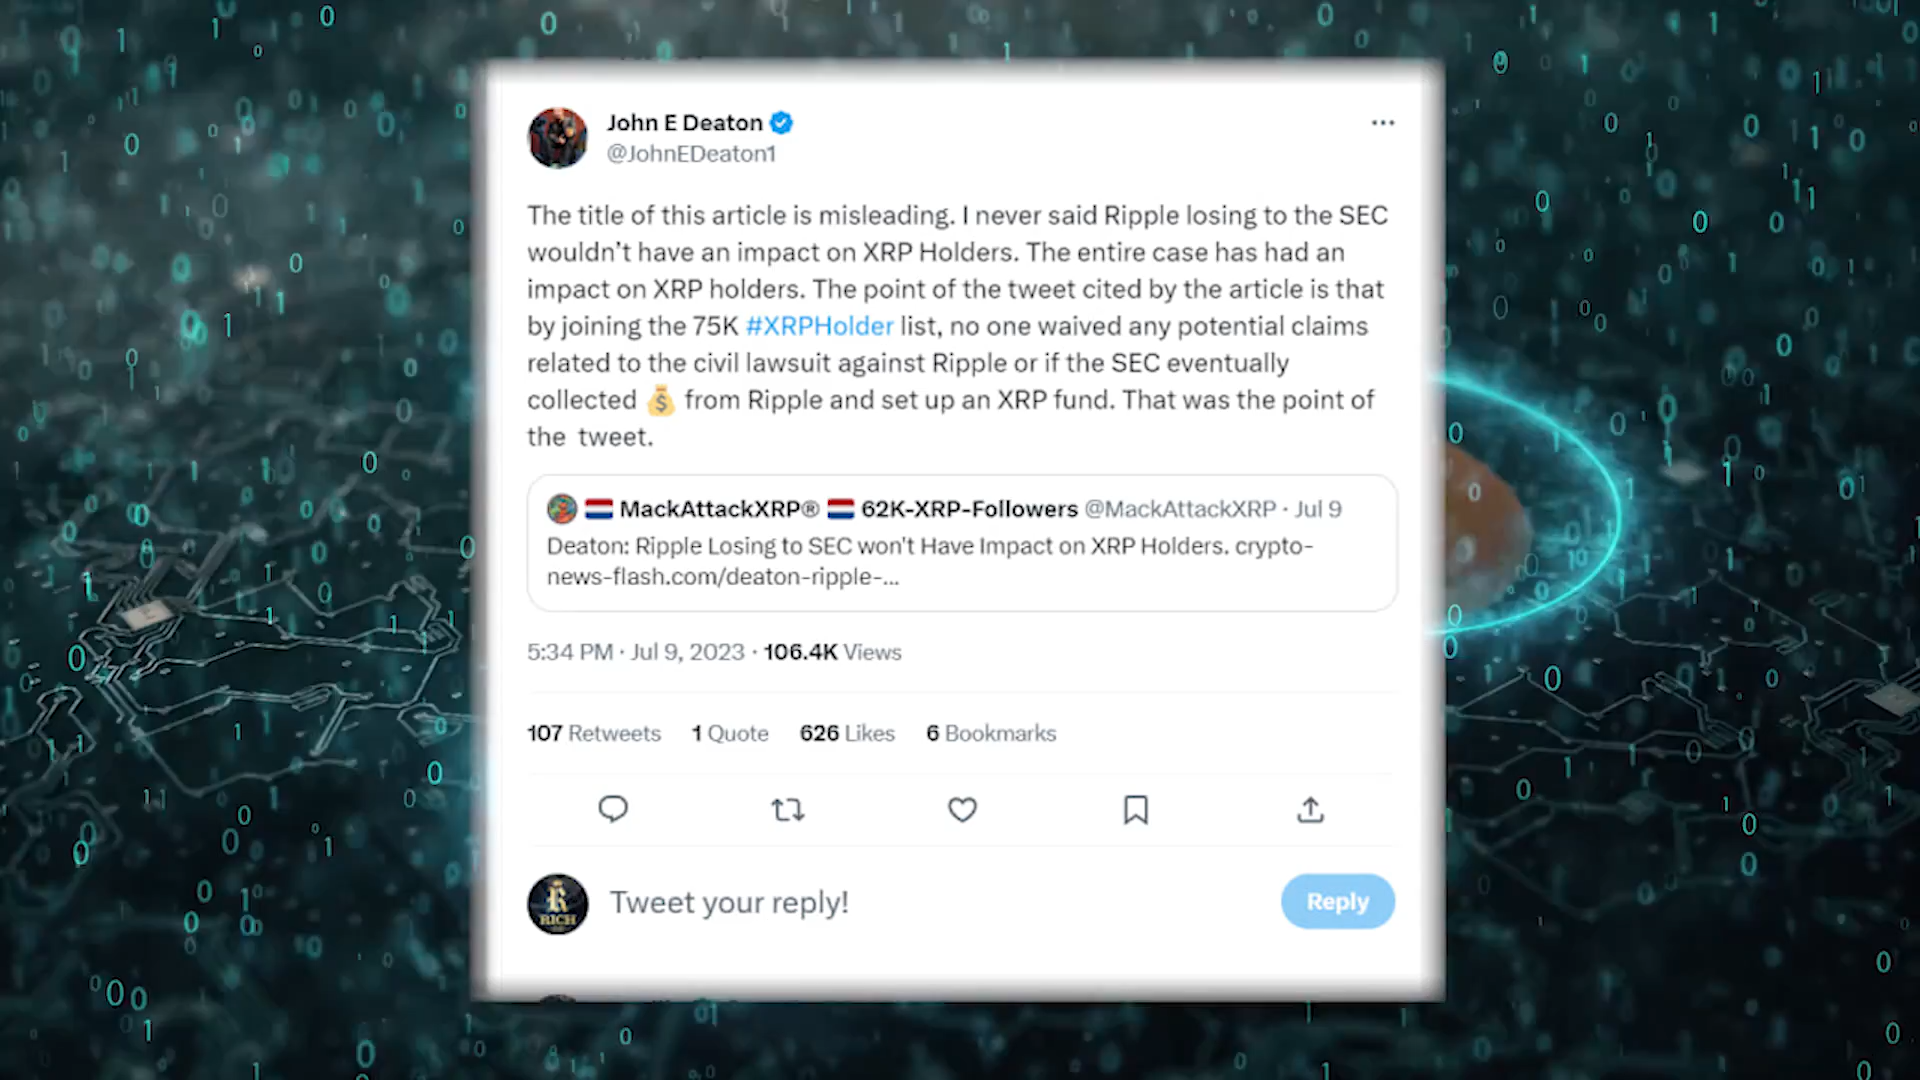 John E Deaton
@JohnEDeaton1
The title of this article is misleading. I never said Ripple losing to the SEC
wouldn’t have an impact on XRP Holders. The entire case has had an
impact on XRP holders. The point of the tweet cited by the article is that
by joining the 75K #XRPHolder list, no one waived any potential claims
related to the civil lawsuit against Ripple or if the SEC eventually
collected 💰 from Ripple and set up an XRP fund. That was the point of
the tweet.
🇳🇱 MackAttackXRP® 🇳🇱 62K-XRP-Followers @MackAttackXRP · Jul 9
Deaton: Ripple Losing to SEC won't Have Impact on XRP Holders. crypto-
news-flash.com/deaton-ripple-...
5:34 PM · Jul 9, 2023 · 106.4K Views
107 Retweets 1 Quote 626 Likes 6 Bookmarks
R RICH
Tweet your reply!
Reply